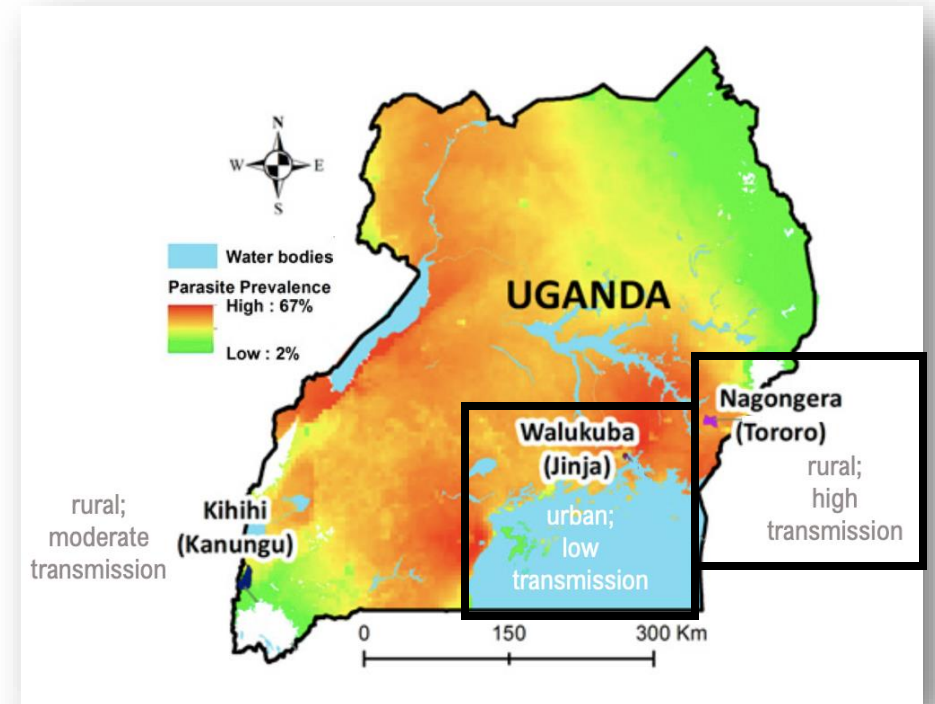 N
W E
S
Water bodies
Parasite Prevalence
High : 67%
Low : 2%
UGANDA
Nagongera
(Tororo)
rural;
high
transmission
Walukuba
(Jinja)
urban;
low
transmission
Kihihi
(Kanungu)
rural;
moderate
transmission
0 150 300 Km